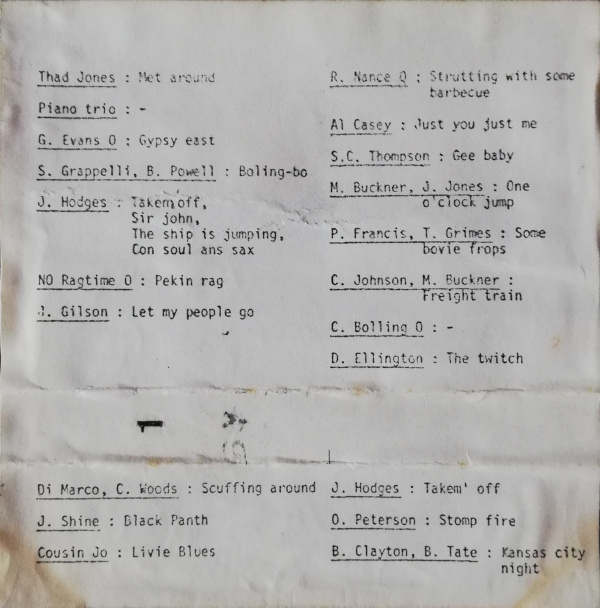 Thad Jones : Met around
Piano trio : -
G. Evans O : Gypsy east
S. Grappelli, B. Powell : Boling-bo
J. Hodges : Takem off,
Sir john,
The ship is jumping,
Con soul ans sax
NO Ragtime O : Pekin rag
J. Gilson : Let my people go
R. Nance Q : Strutting with some
barbecue
Al Casey : Just you just me
S.C. Thompson : Gee baby
M. Buckner, J. Jones : One
o'clock jump
P. Francis, T. Grimes : Some
bovie frops
C. Johnson, M. Buckner :
Freight train
C. Bolling O : -
D. Ellington : The twitch
Di Marco, C. Woods : Scuffing around
J. Shine : Black Panth
Cousin Jo : Livie Blues
J. Hodges : Takem' off
O. Peterson : Stomp fire
B. Clayton, B. Tate : Kansas city
night